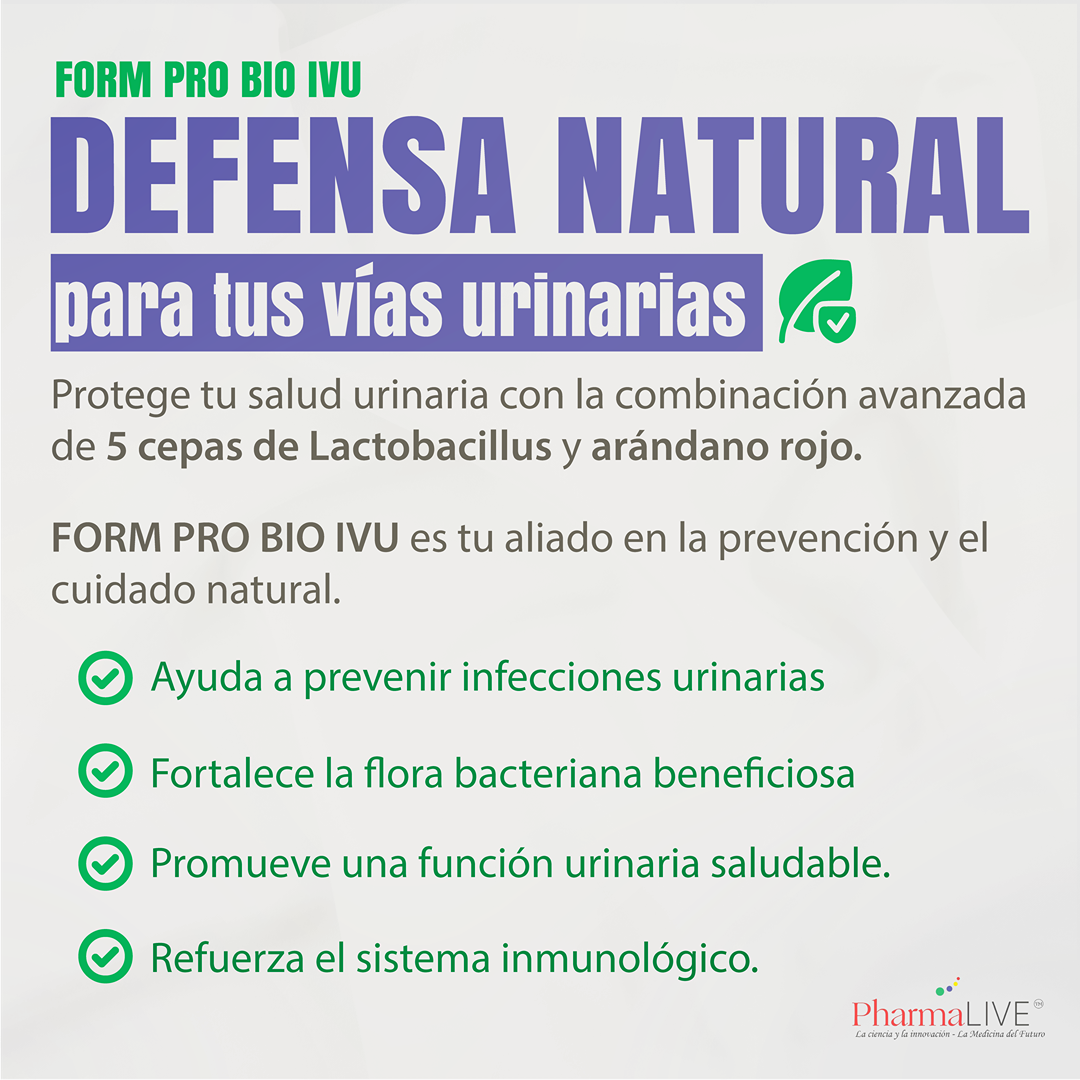 FORM PRO BIO IVU
DEFENSA NATURAL
para tus vías urinarias
Protege tu salud urinaria con la combinación avanzada
de 5 cepas de Lactobacillus y arándano rojo.
FORM PRO BIO IVU es tu aliado en la prevención y el
cuidado natural.
Ayuda a prevenir infecciones urinarias
Fortalece la flora bacteriana beneficiosa
Promueve una función urinaria saludable.
Refuerza el sistema inmunológico.
PharmaLIVE TM
La ciencia y la innovación - La Medicina del Futuro